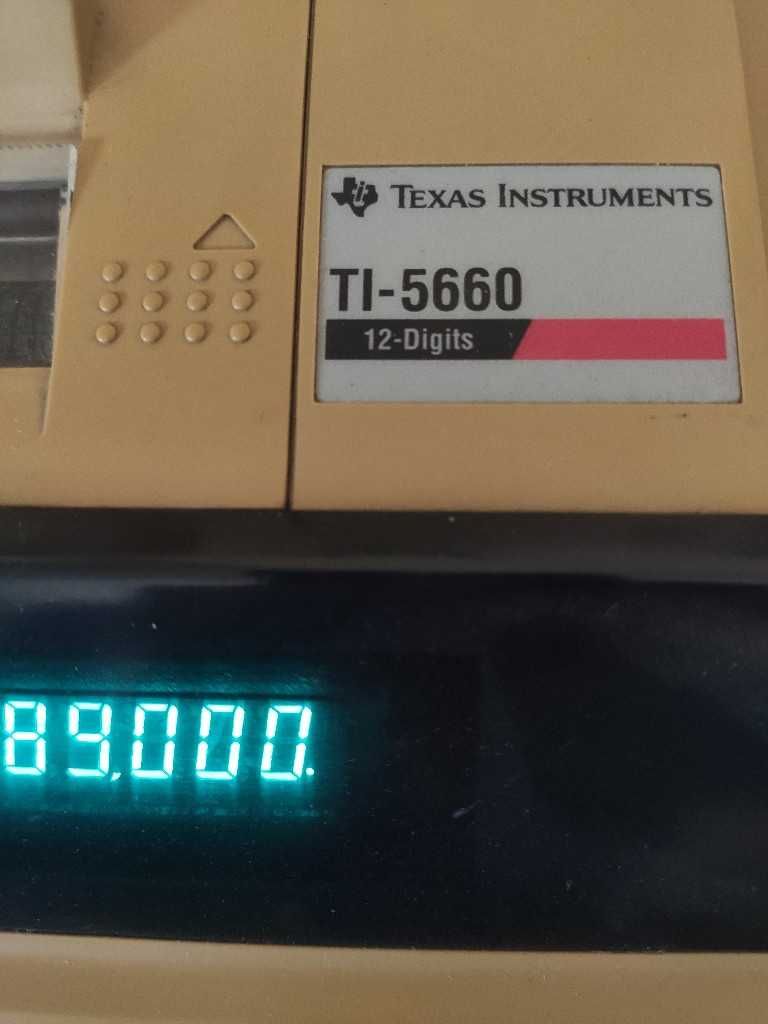 TEXAS INSTRUMENTS
TI-5660
12-Digits
89,000.